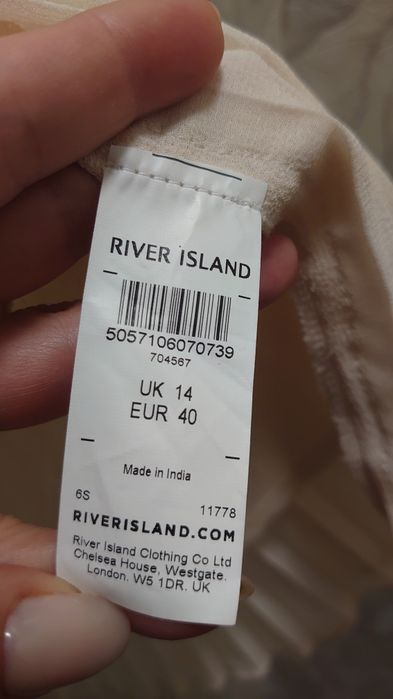 RIVER ISLAND
5057106070739
704567
UK 14
EUR 40
Made in India
6S 11778
RIVERISLAND.COM
River Island Clothing Co Ltd
Chelsea House, Westgate.
London. W5 1DR. UK